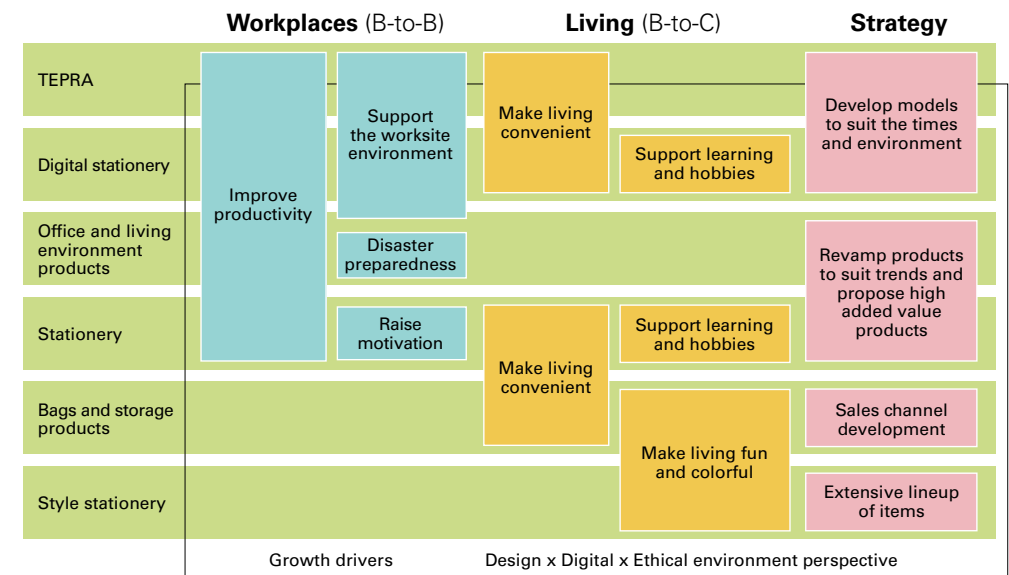 Workplaces (B-to-B)
Living (B-to-C)
Strategy
TEPRA
Digital stationery
Office and living
environment
products
Stationery
Bags and storage
products
Style stationery
Improve
productivity
Support
the worksite
environment
Disaster
preparedness
Raise
motivation
Make living
convenient
Support learning
and hobbies
Make living
convenient
Support learning
and hobbies
Make living fun
and colorful
Develop models
to suit the times
and environment
Revamp products
to suit trends and
propose high
added value
products
Sales channel
development
Extensive lineup
of items
Growth drivers
Design x Digital x Ethical environment perspective